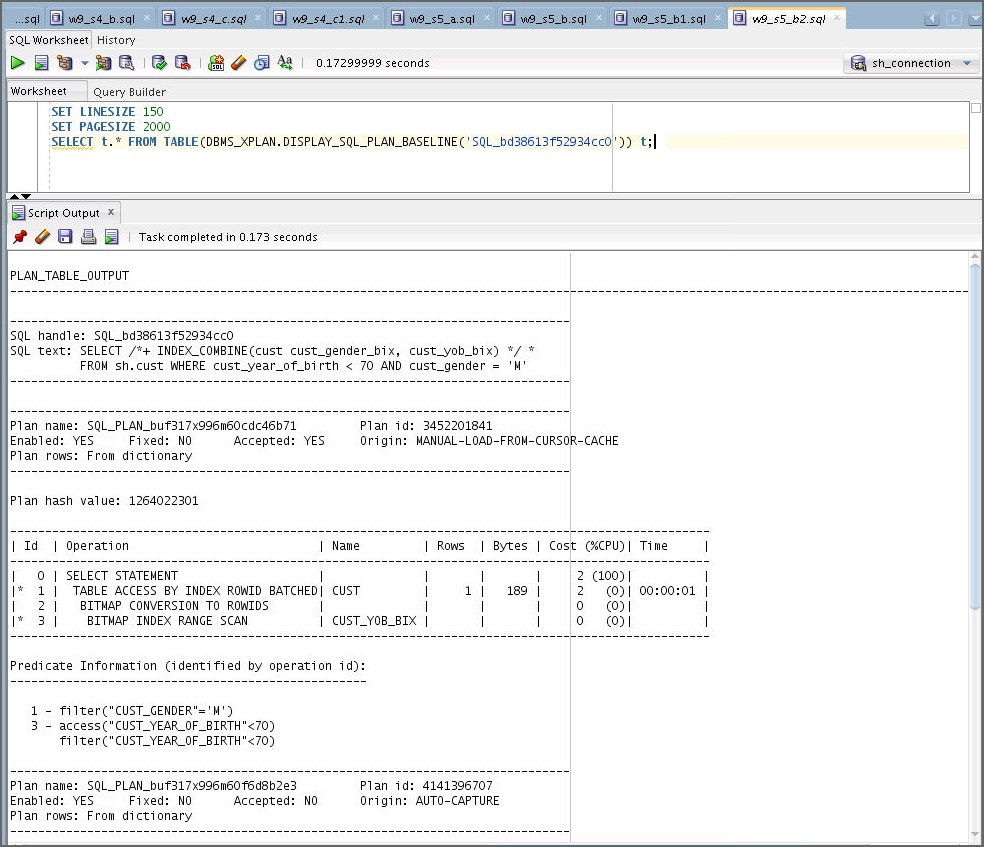 ...sql w9_s4_b.sql w9_s4_c.sql w9_s4_c1.sql w9_s5_a.sql w9_s5_b.sql w9_s5_b1.sql w9_s5_b2.sql
SQL Worksheet History
0.17299999 seconds sh_connection
Worksheet Query Builder
SET LINESIZE 150
SET PAGESIZE 2000
SELECT t.* FROM TABLE(DBMS_XPLAN.DISPLAY_SQL_PLAN_BASELINE('SQL_bd38613f52934cc0')) t;
Script Output x
Task completed in 0.173 seconds
PLAN_TABLE_OUTPUT
--------------------------------------------------------------------------------
--------------------------------------------------------------------------------
SQL handle: SQL_bd38613f52934cc0
SQL text: SELECT /*+ INDEX_COMBINE(cust cust_gender_bix, cust_yob_bix) */ *
FROM sh.cust WHERE cust_year_of_birth < 70 AND cust_gender = 'M'
--------------------------------------------------------------------------------
--------------------------------------------------------------------------------
Plan name: SQL_PLAN_buf317x996m60cdc46b71         Plan id: 3452201841
Enabled: YES     Fixed: NO      Accepted: YES     Origin: MANUAL-LOAD-FROM-CURSOR-CACHE
Plan rows: From dictionary
--------------------------------------------------------------------------------
Plan hash value: 1264022301
----------------------------------------------------------------------------------------------------
| Id  | Operation                           | Name         | Rows  | Bytes | Cost (%CPU)| Time     |
----------------------------------------------------------------------------------------------------
|   0 | SELECT STATEMENT                    |              |       |       |     2 (100)|          |
|*  1 |  TABLE ACCESS BY INDEX ROWID BATCHED| CUST         |     1 |   189 |     2   (0)| 00:00:01 |
|   2 |   BITMAP CONVERSION TO ROWIDS       |              |       |       |     0   (0)|          |
|*  3 |    BITMAP INDEX RANGE SCAN          | CUST_YOB_BIX |       |       |     0   (0)|          |
----------------------------------------------------------------------------------------------------
Predicate Information (identified by operation id):
---------------------------------------------------
1 - filter("CUST_GENDER"='M')
3 - access("CUST_YEAR_OF_BIRTH"<70)
filter("CUST_YEAR_OF_BIRTH"<70)
--------------------------------------------------------------------------------
Plan name: SQL_PLAN_buf317x996m60f6d8b2e3         Plan id: 4141396707
Enabled: YES     Fixed: NO      Accepted: NO      Origin: AUTO-CAPTURE
Plan rows: From dictionary
--------------------------------------------------------------------------------